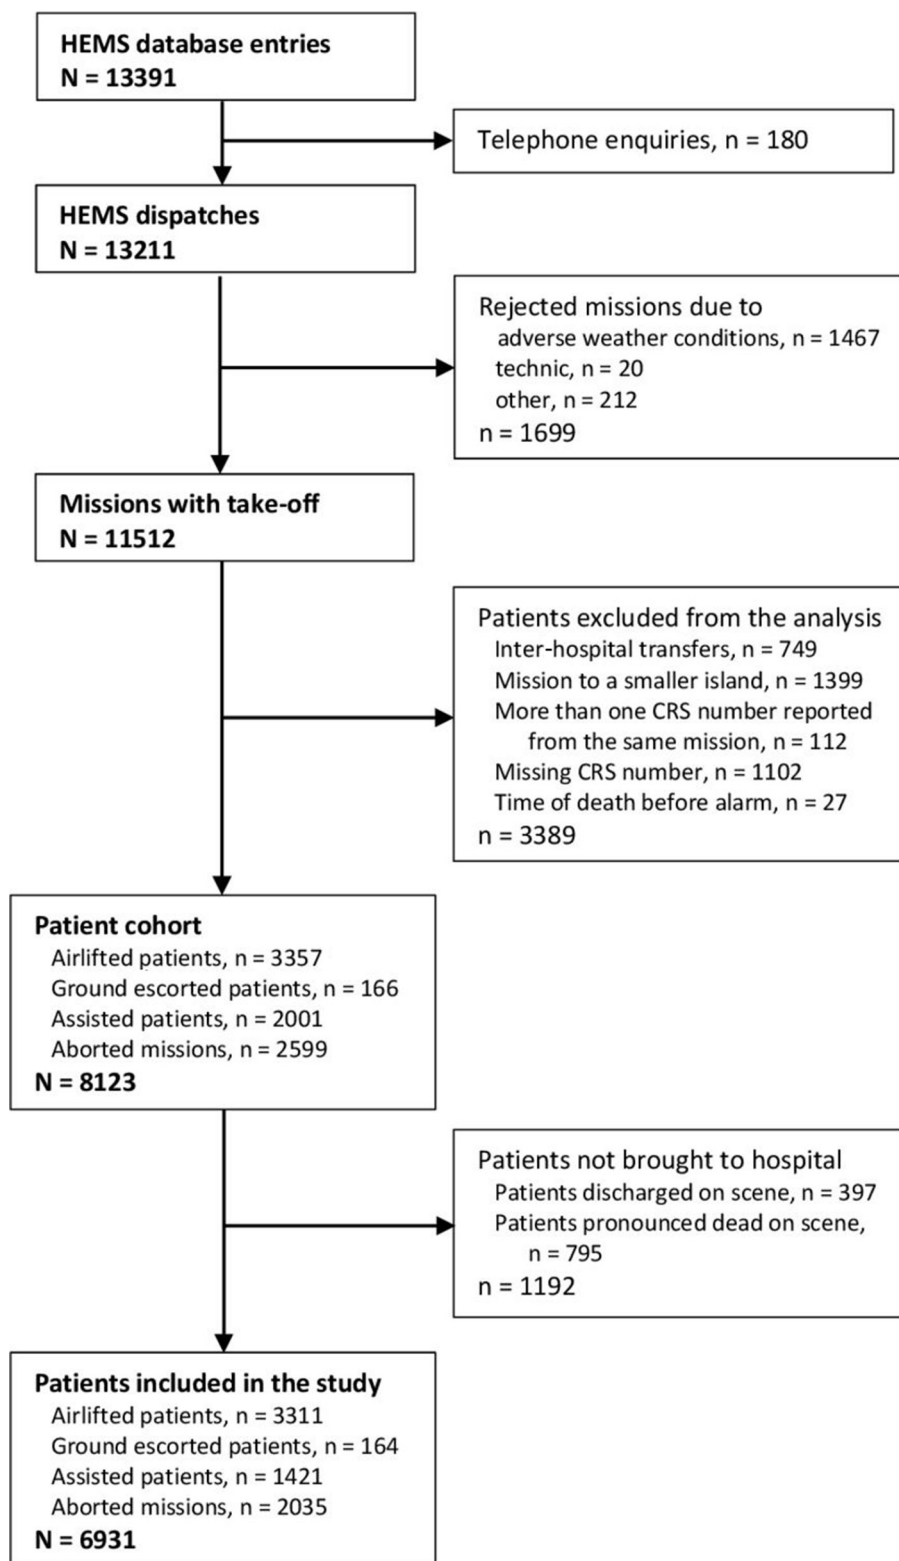 HEMS database entries
N = 13391
Telephone enquiries, n = 180
HEMS dispatches
N = 13211
Rejected missions due to
adverse weather conditions, n = 1467
technic, n = 20
other, n = 212
n = 1699
Missions with take-off
N = 11512
Patients excluded from the analysis
Inter-hospital transfers, n = 749
Mission to a smaller island, n = 1399
More than one CRS number reported
from the same mission, n = 112
Missing CRS number, n = 1102
Time of death before alarm, n = 27
n = 3389
Patient cohort
Airlifted patients, n = 3357
Ground escorted patients, n = 166
Assisted patients, n = 2001
Aborted missions, n = 2599
N = 8123
Patients not brought to hospital
Patients discharged on scene, n = 397
Patients pronounced dead on scene,
n = 795
n = 1192
Patients included in the study
Airlifted patients, n = 3311
Ground escorted patients, n = 164
Assisted patients, n = 1421
Aborted missions, n = 2035
N = 6931